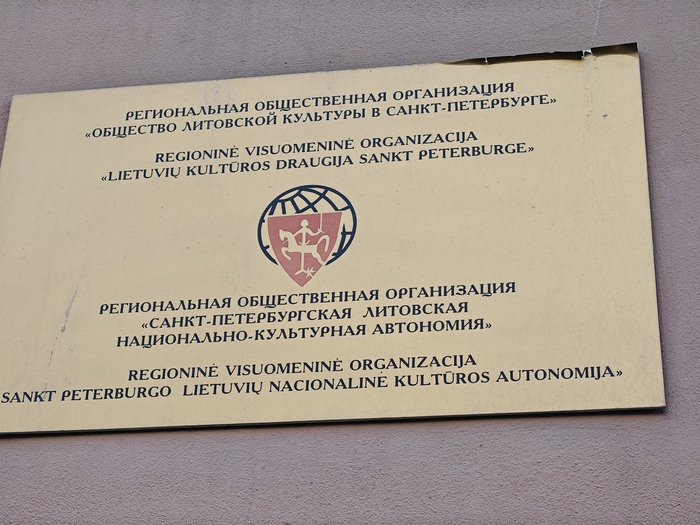 РЕГИОНАЛЬНАЯ ОБЩЕСТВЕННАЯ ОРГАНИЗАЦИЯ
«ОБЩЕСТВО ЛИТОВСКОЙ КУЛЬТУРЫ В САНКТ-ПЕТЕРБУРГЕ»
REGIONINĖ VISUOMENINĖ ORGANIZACIJA
«LIETUVIŲ KULTŪROS DRAUGIJA SANKT PETERBURGE»
РЕГИОНАЛЬНАЯ ОБЩЕСТВЕННАЯ ОРГАНИЗАЦИЯ
«САНКТ-ПЕТЕРБУРГСКАЯ ЛИТОВСКАЯ
НАЦИОНАЛЬНО-КУЛЬТУРНАЯ АВТОНОМИЯ»
REGIONINĖ VISUOMENINĖ ORGANIZACIJA
SANKT PETERBURGO LIETUVIŲ NACIONALINĖ KULTŪROS AUTONOMIJA»